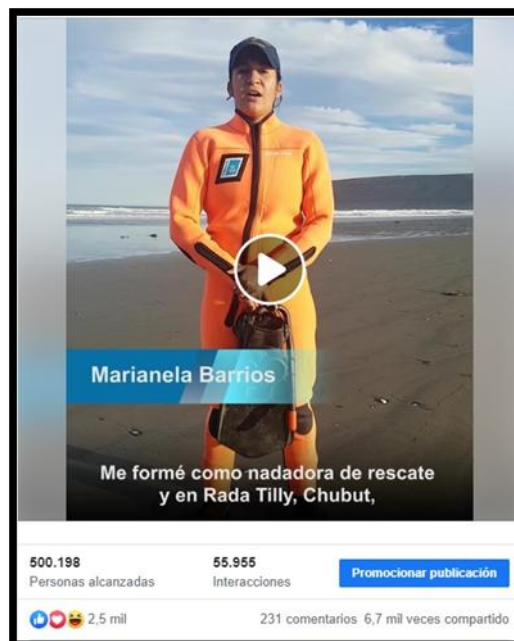 Marianela Barrios
Me formé como nadadora de rescate
y en Rada Tilly, Chubut,
500.198
55.955
Promocionar publicación
Personas alcanzadas
Interacciones
2,5 mil
231 comentarios 6,7 mil veces compartido